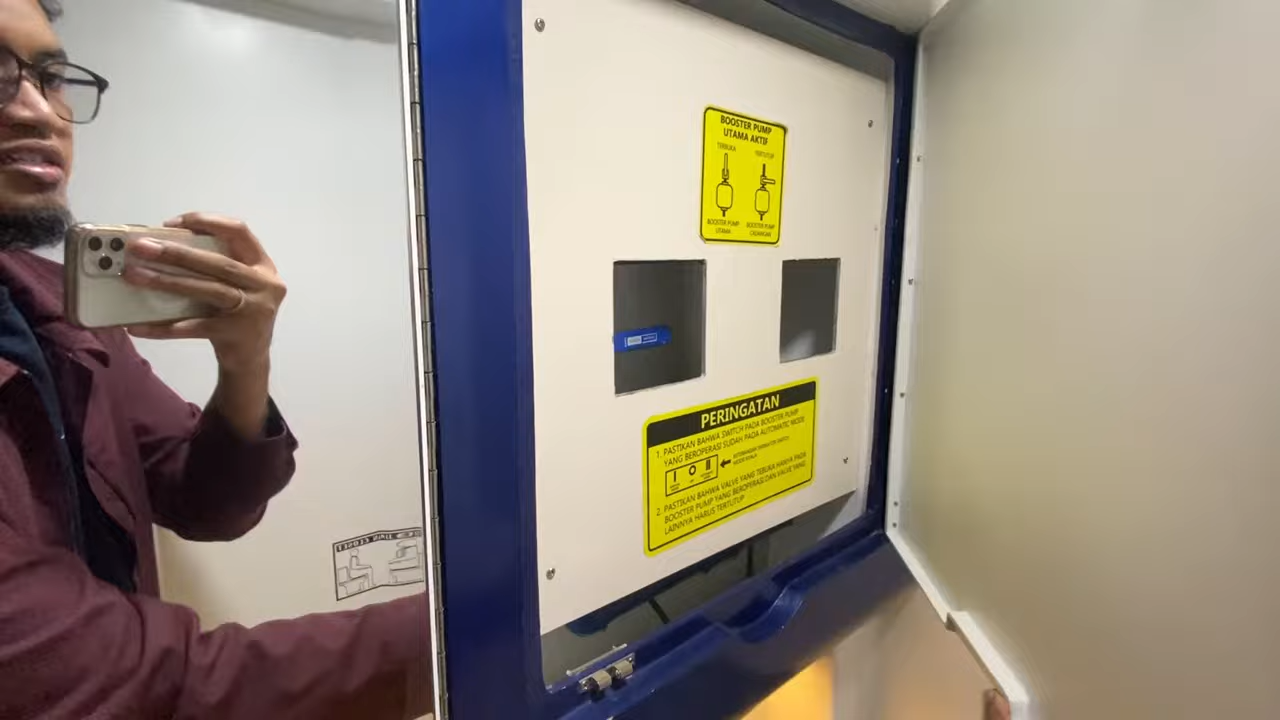 BOOSTER PUMP
UTAMA AKTIF
TERBUKA
TERTUTUP
BOOSTER PUMP
UTAMA
BOOSTER PUMP
CADANGAN
PERINGATAN
1. PASTIKAN BAHWA SWITCH PADA BOOSTER PUMP
YANG BEROPERASI SUDAH PADA AUTOMATIC MODE
I O II
2. PASTIKAN BAHWA VALVE YANG TEBUKA HANYA PADA
BOOSTER PUMP YANG BEROPERASI DAN VALVE YANG
LAINNYA HARUS TERTUTUP